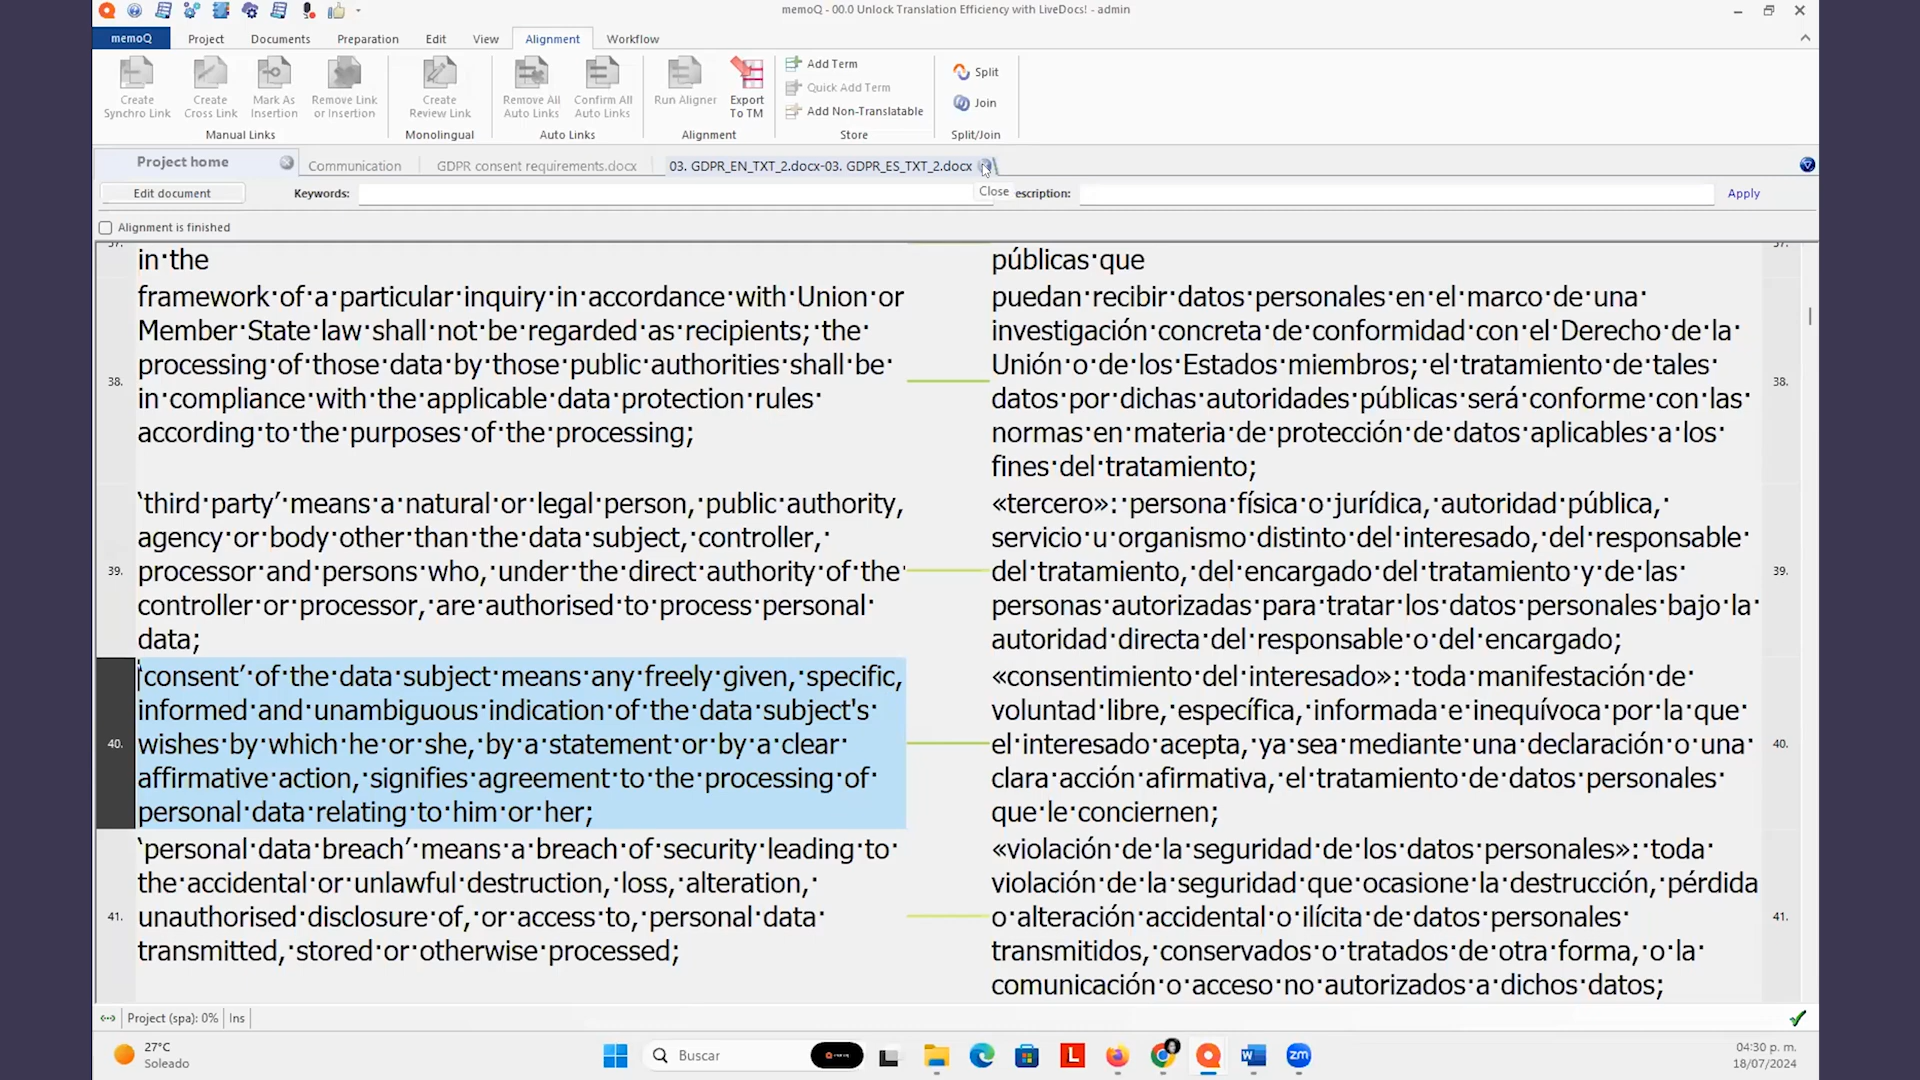 memoQ - 00.0 Unlock Translation Efficiency with LiveDocs! - admin
memoQ Project Documents Preparation Edit View Alignment Workflow
Create Synchro Link
Create Cross Link
Mark As Insertion
Remove Link or Insertion
Manual Links
Create Review Link
Monolingual
Remove All Auto Links
Confirm All Auto Links
Auto Links
Run Aligner
Export To TM
Alignment
Add Term
Quick Add Term
Add Non-Translatable
Store
Split
Join
Split/Join
Project home
Communication
GDPR consent requirements.docx
03. GDPR_EN_TXT_2.docx-03. GDPR_ES_TXT_2.docx
Edit document
Keywords:
Close
escription:
Apply
Alignment is finished
37.
in·the
38.
framework·of·a·particular·inquiry·in·accordance·with·Union·or·
Member·State·law·shall·not·be·regarded·as·recipients;·the·
processing·of·those·data·by·those·public·authorities·shall·be·
in·compliance·with·the·applicable·data·protection·rules·
according·to·the·purposes·of·the·processing;
39.
‘third·party’·means·a·natural·or·legal·person,·public·authority,·
agency·or·body·other·than·the·data·subject,·controller,·
processor·and·persons·who,·under·the·direct·authority·of·the·
controller·or·processor,·are·authorised·to·process·personal·
data;
40.
‘consent’·of·the·data·subject·means·any·freely·given,·specific,·
informed·and·unambiguous·indication·of·the·data·subject's·
wishes·by·which·he·or·she,·by·a·statement·or·by·a·clear·
affirmative·action,·signifies·agreement·to·the·processing·of·
personal·data·relating·to·him·or·her;
41.
‘personal·data·breach’·means·a·breach·of·security·leading·to·
the·accidental·or·unlawful·destruction,·loss,·alteration,·
unauthorised·disclosure·of,·or·access·to,·personal·data·
transmitted,·stored·or·otherwise·processed;
37.
públicas·que
38.
puedan·recibir·datos·personales·en·el·marco·de·una·
investigación·concreta·de·conformidad·con·el·Derecho·de·la·
Unión·o·de·los·Estados·miembros;·el·tratamiento·de·tales·
datos·por·dichas·autoridades·públicas·será·conforme·con·las·
normas·en·materia·de·protección·de·datos·aplicables·a·los·
fines·del·tratamiento;
39.
«tercero»:·persona·física·o·jurídica,·autoridad·pública,·
servicio·u·organismo·distinto·del·interesado,·del·responsable·
del·tratamiento,·del·encargado·del·tratamiento·y·de·las·
personas·autorizadas·para·tratar·los·datos·personales·bajo·la·
autoridad·directa·del·responsable·o·del·encargado;
40.
«consentimiento·del·interesado»:·toda·manifestación·de·
voluntad·libre,·específica,·informada·e·inequívoca·por·la·que·
el·interesado·acepta,·ya·sea·mediante·una·declaración·o·una·
clara·acción·afirmativa,·el·tratamiento·de·datos·personales·
que·le·conciernen;
41.
«violación·de·la·seguridad·de·los·datos·personales»:·toda·
violación·de·la·seguridad·que·ocasione·la·destrucción,·pérdida·
o·alteración·accidental·o·ilícita·de·datos·personales·
transmitidos,·conservados·o·tratados·de·otra·forma,·o·la·
comunicación·o·acceso·no·autorizados·a·dichos·datos;
Project (spa): 0% Ins
27°C
Soleado
Buscar
L
zm
04:30 p. m.
18/07/2024